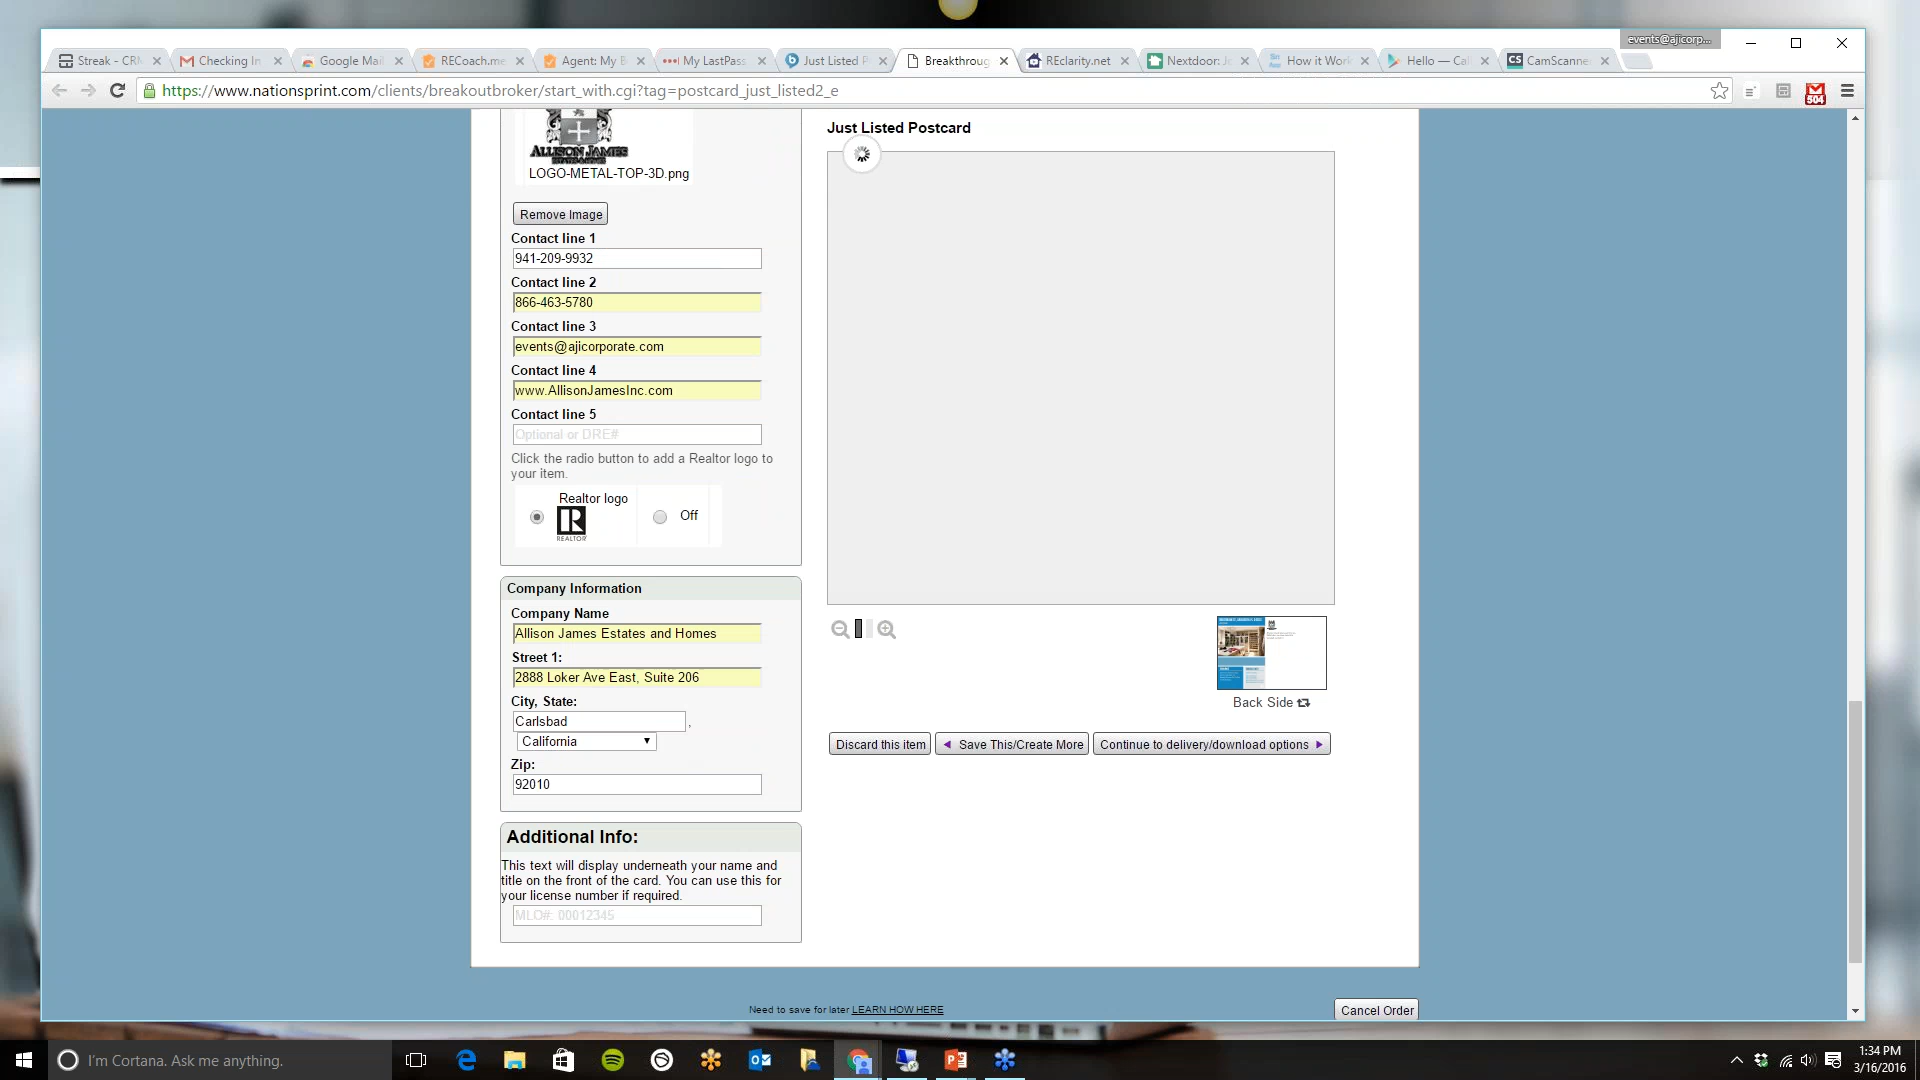 events@ajicorp...
Streak - CRM
Checking In
Google Mail
RECoach.me
Agent: My B
My LastPass
Just Listed P
Breakthroug
REclarity.net
Nextdoor: J
How it Work
Hello — Cal
CamScanne
https://www.nationsprint.com/clients/breakoutbroker/start_with.cgi?tag=postcard_just_listed2_e
504
ALLISON JAMES
ESTATES & HOMES
LOGO-METAL-TOP-3D.png
Remove Image
Contact line 1
941-209-9932
Contact line 2
866-463-5780
Contact line 3
events@ajicorporate.com
Contact line 4
www.AllisonJamesInc.com
Contact line 5
Optional or DRE#
Click the radio button to add a Realtor logo to
your item.
Realtor logo
REALTOR
Off
Company Information
Company Name
Allison James Estates and Homes
Street 1:
2888 Loker Ave East, Suite 206
City, State:
Carlsbad ,
California
Zip:
92010
Additional Info:
This text will display underneath your name and
title on the front of the card. You can use this for
your license number if required.
MLO#: 00012345
Just Listed Postcard
Back Side
Discard this item
Save This/Create More
Continue to delivery/download options
Need to save for later LEARN HOW HERE
Cancel Order
I'm Cortana. Ask me anything.
1:34 PM
3/16/2016